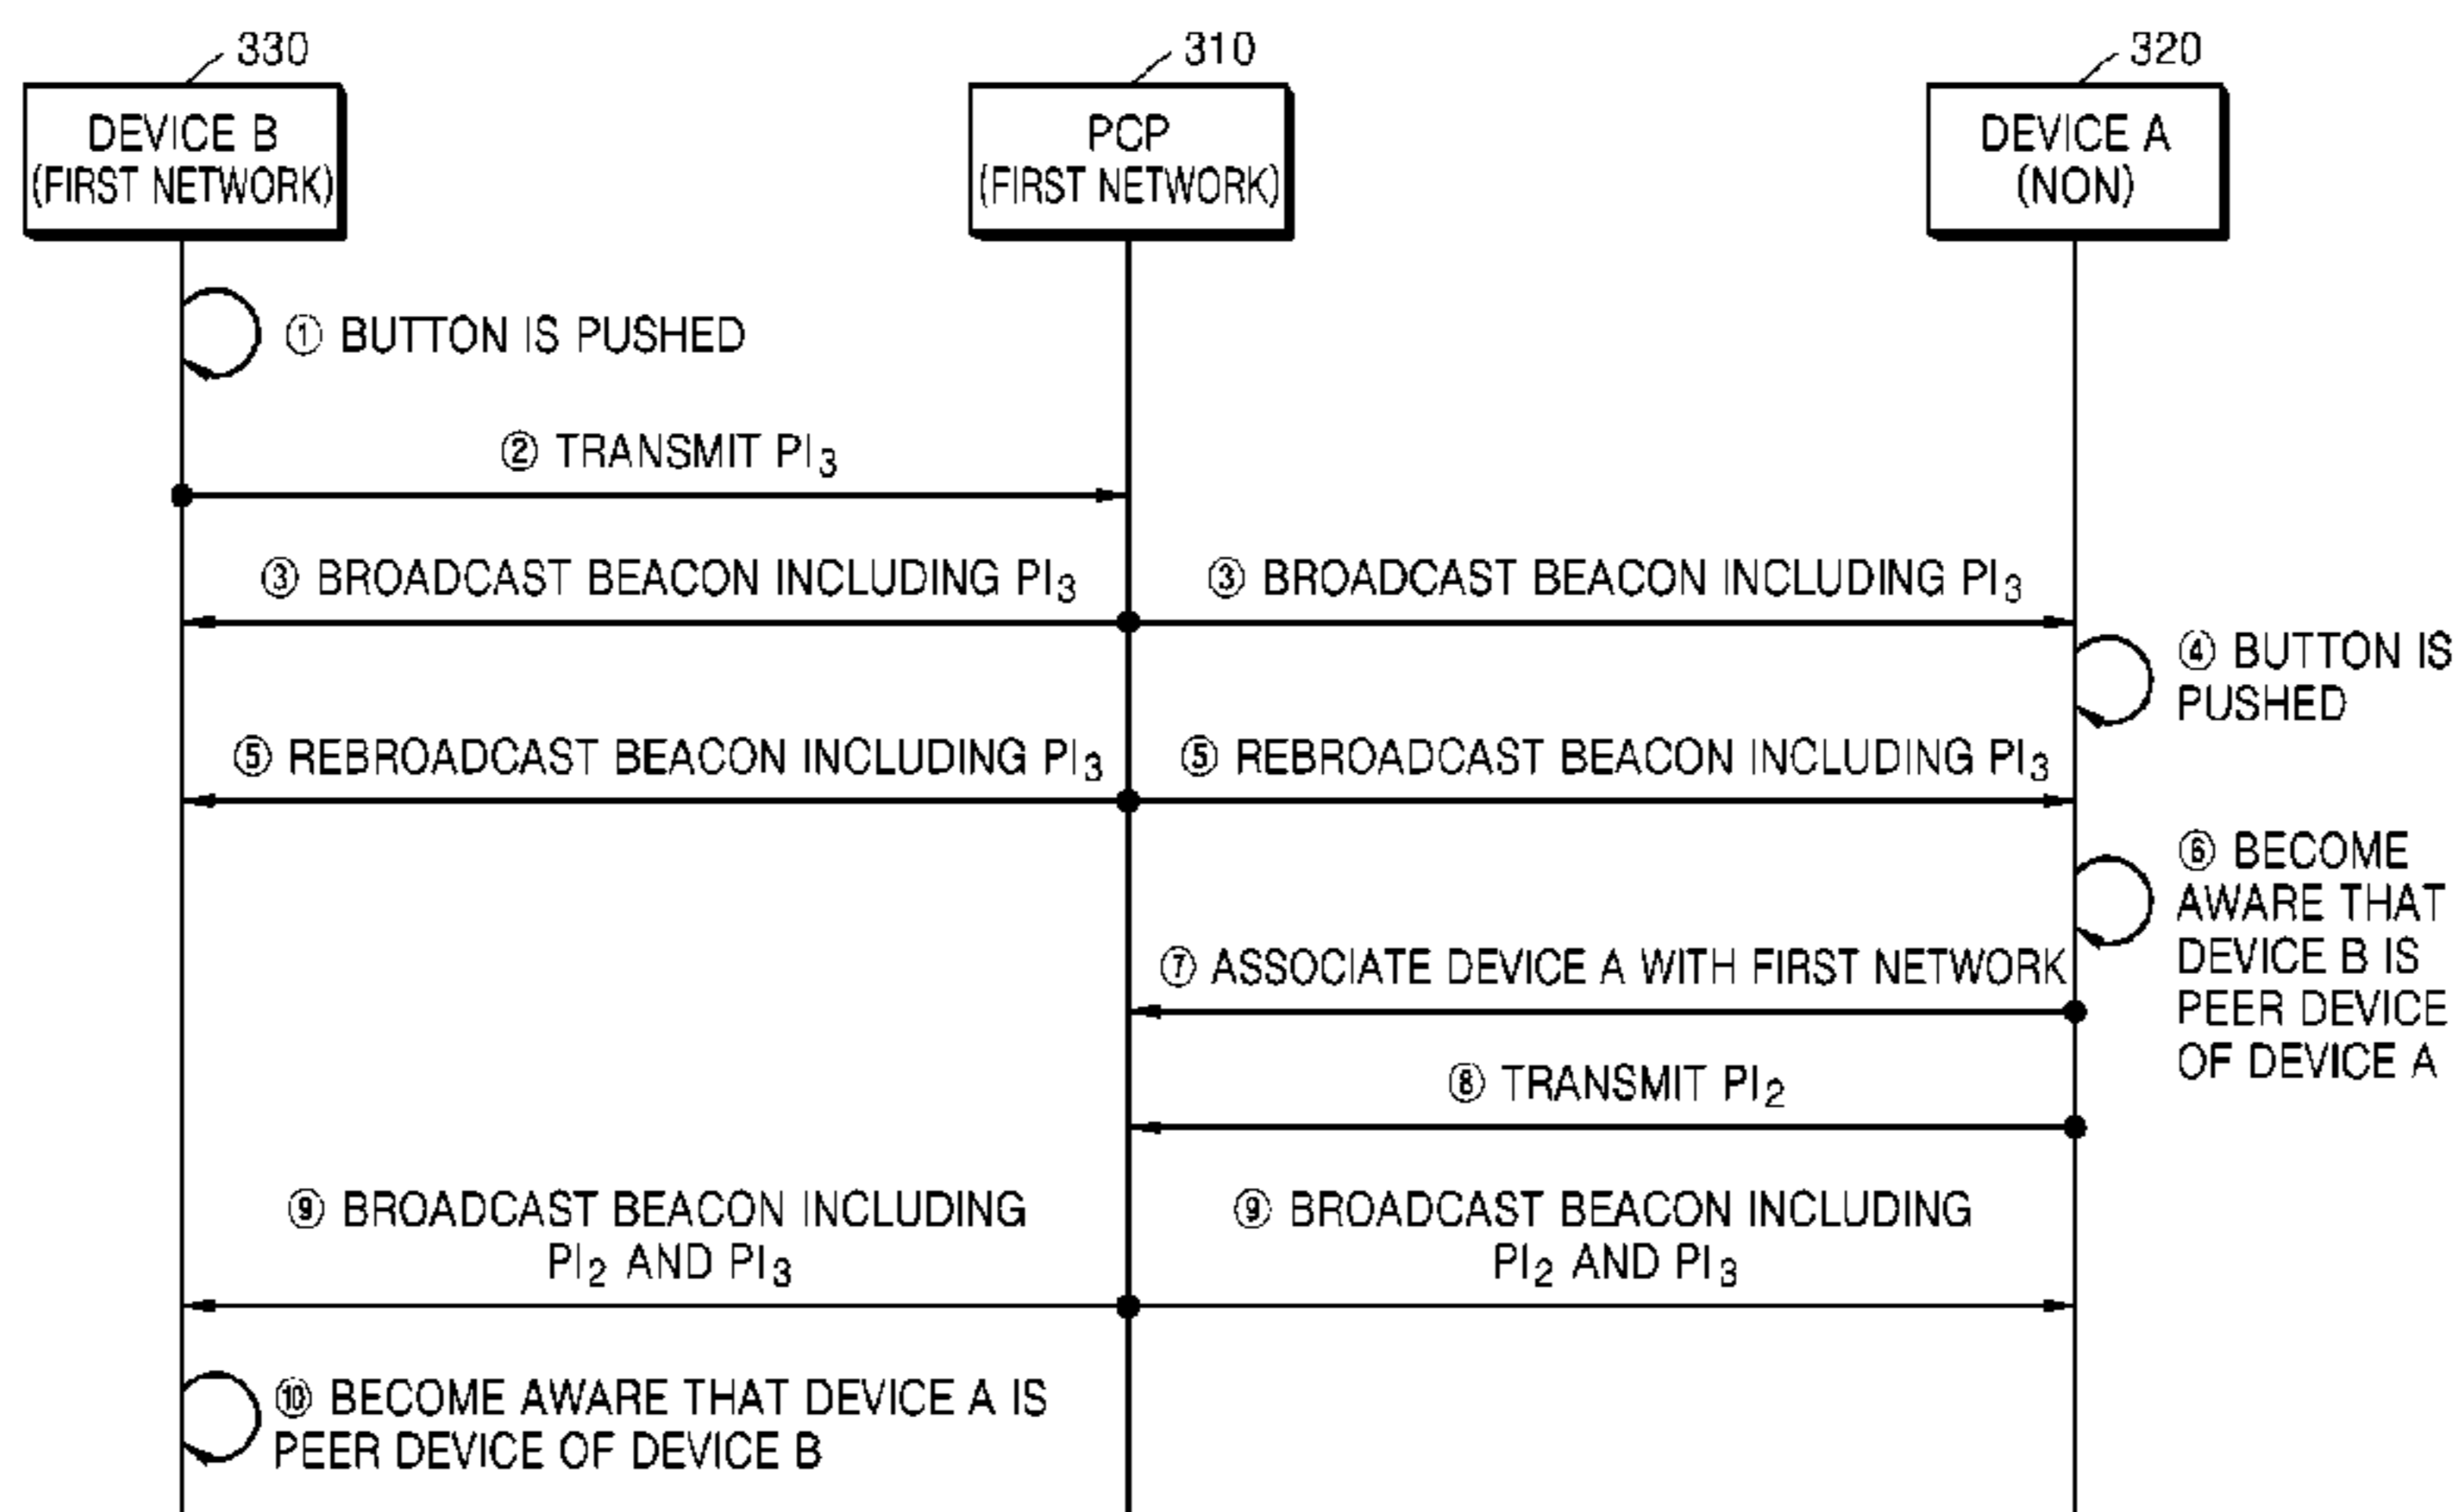 330
310
320
DEVICE B
(FIRST NETWORK)
PCP
(FIRST NETWORK)
DEVICE A
(NON)
① BUTTON IS PUSHED
② TRANSMIT PI₃
③ BROADCAST BEACON INCLUDING PI₃
③ BROADCAST BEACON INCLUDING PI₃
④ BUTTON IS
PUSHED
⑤ REBROADCAST BEACON INCLUDING PI₃
⑤ REBROADCAST BEACON INCLUDING PI₃
⑥ BECOME
AWARE THAT
DEVICE B IS
PEER DEVICE
OF DEVICE A
⑦ ASSOCIATE DEVICE A WITH FIRST NETWORK
⑧ TRANSMIT PI₂
⑨ BROADCAST BEACON INCLUDING
PI₂ AND PI₃
⑨ BROADCAST BEACON INCLUDING
PI₂ AND PI₃
⑩ BECOME AWARE THAT DEVICE A IS
PEER DEVICE OF DEVICE B